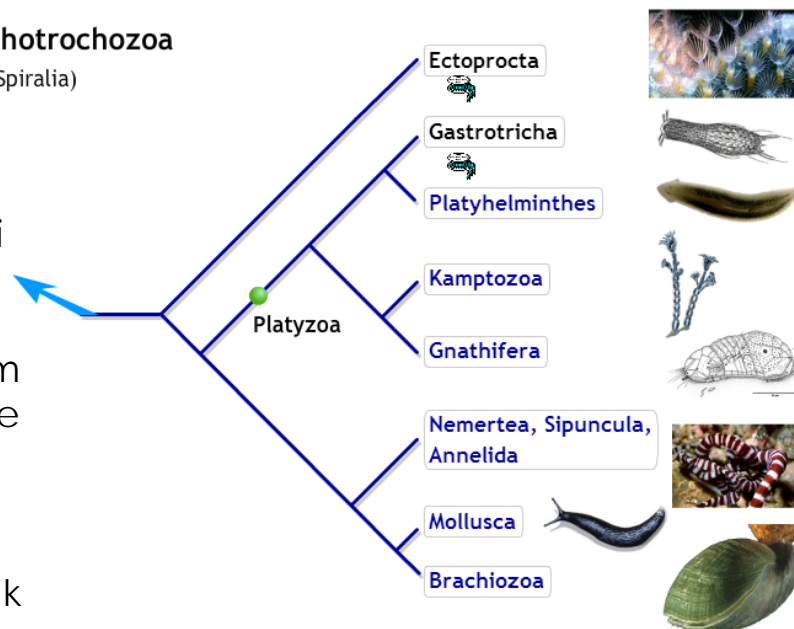 hotrochozoa
Spiralia)
Ectoprocta
Gastrotricha
Platyhelminthes
i
Kamptozoa
Platyzoa
Gnathifera
m
e
Nemertea, Sipuncula,
Annelida
Mollusca
Brachiozoa
k